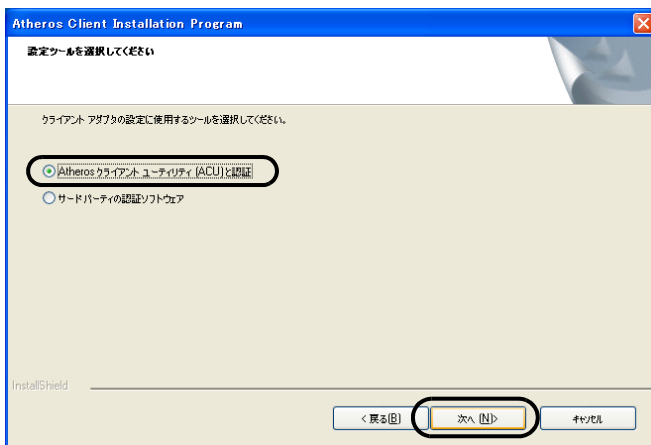 Atheros Client Installation Program
設定ツールを選択してください
クライアント アダプタの設定に使用するツールを選択してください。
Atheros クライアント ユーティリティ (ACU)と認証
サード パーティの認証ソフトウェア
InstallShield
< 戻る(B)
次へ (N)>
キャンセル